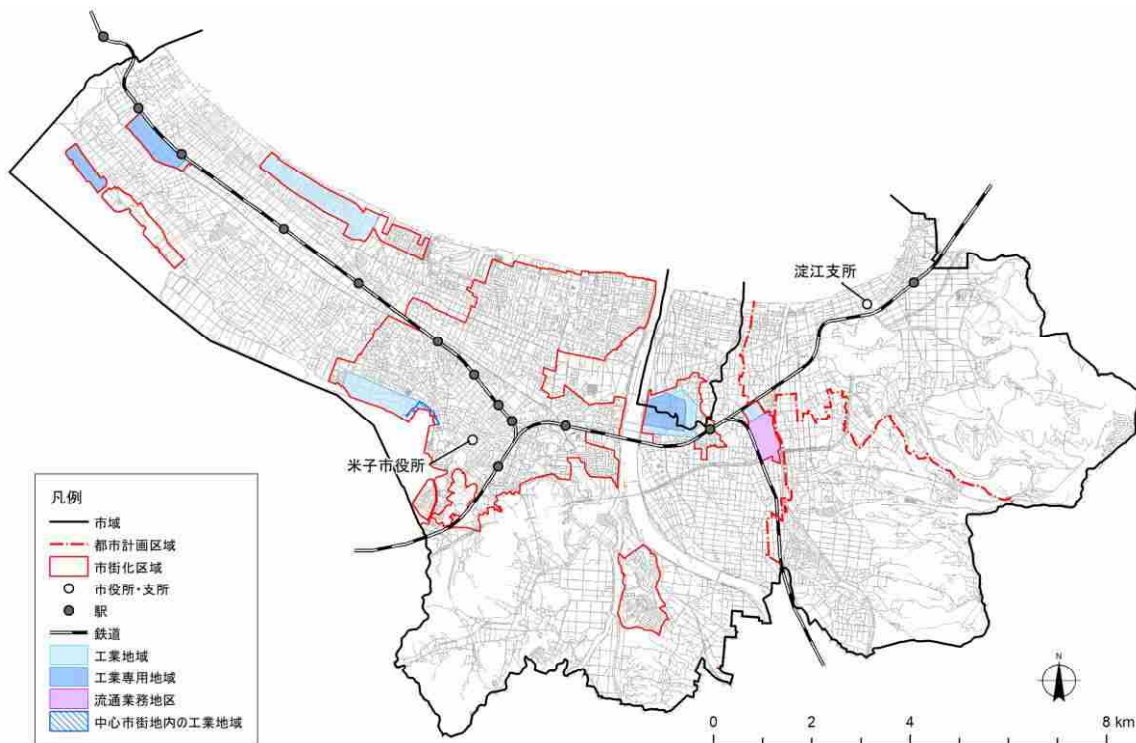 淀江支所
米子市役所
凡例
市域
都市計画区域
市街化区域
市役所・支所
駅
鉄道
工業地域
工業専用地域
流通業務地区
中心市街地内の工業地域
N
0 2 4 8 km